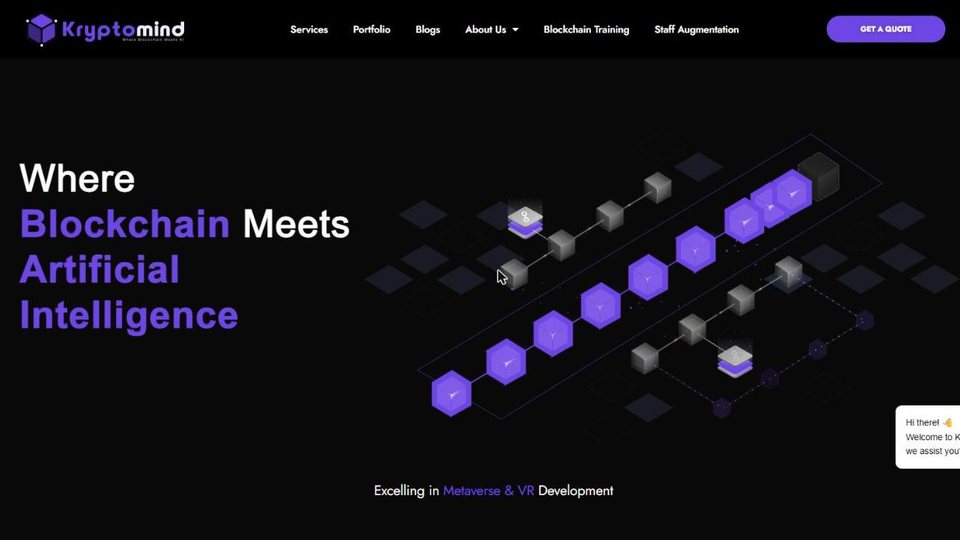 Kryptomind
Where Blockchain Meets AI
Services
Portfolio
Blogs
About Us
Blockchain Training
Staff Augmentation
GET A QUOTE
Where
Blockchain Meets
Artificial
Intelligence
Hi there! 👋
Welcome to K
we assist you
Excelling in Metaverse & VR Development